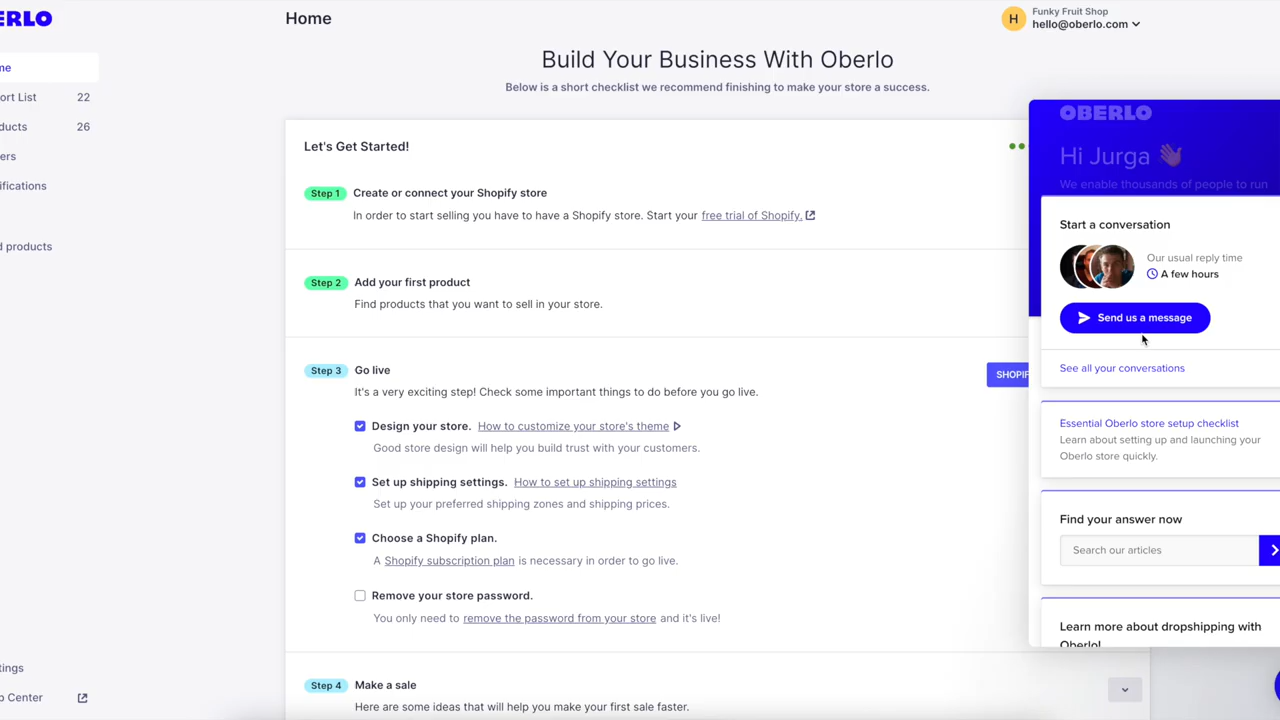 ERLO
Home
H
Funky Fruit Shop
hello@oberlo.com
me
ort List 22
ducts 26
ers
ifications
d products
tings
p Center
Build Your Business With Oberlo
Below is a short checklist we recommend finishing to make your store a success.
Let's Get Started!
Step 1 Create or connect your Shopify store
In order to start selling you have to have a Shopify store. Start your free trial of Shopify.
Step 2 Add your first product
Find products that you want to sell in your store.
Step 3 Go live
SHOPIF
It's a very exciting step! Check some important things to do before you go live.
Design your store. How to customize your store's theme
Good store design will help you build trust with your customers.
Set up shipping settings. How to set up shipping settings
Set up your preferred shipping zones and shipping prices.
Choose a Shopify plan.
A Shopify subscription plan is necessary in order to go live.
Remove your store password.
You only need to remove the password from your store and it's live!
Step 4 Make a sale
Here are some ideas that will help you make your first sale faster.
OBERLO
Hi Jurga 👋
We enable thousands of people to run
Start a conversation
Our usual reply time
A few hours
Send us a message
See all your conversations
Essential Oberlo store setup checklist
Learn about setting up and launching your
Oberlo store quickly.
Find your answer now
Search our articles
Learn more about dropshipping with
Oberlo!